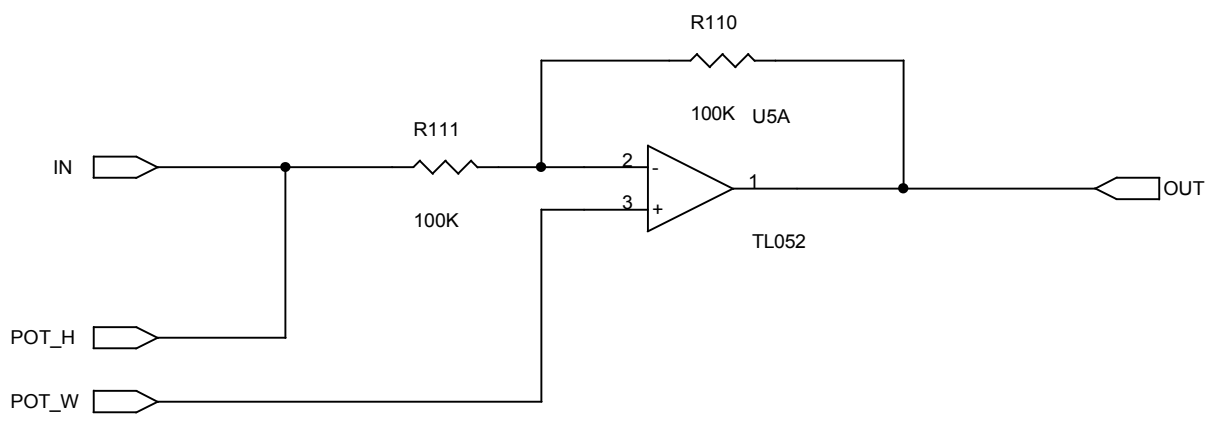 R110
100K
U5A
R111
IN
2
-
1
OUT
3
+
100K
TL052
POT_H
POT_W